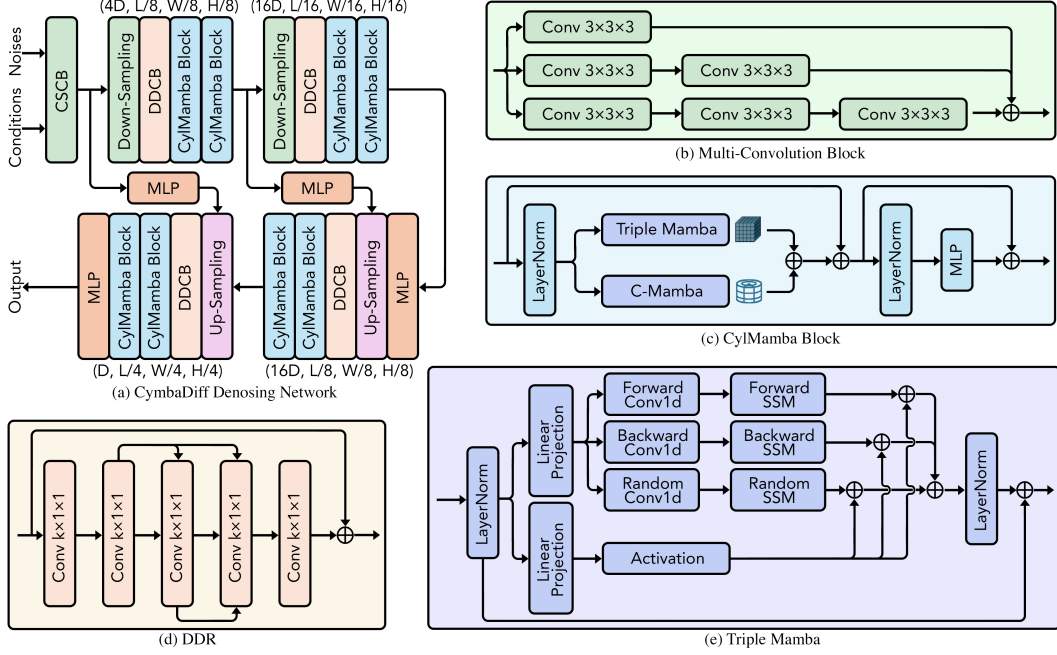 (4D, L/8, W/8, H/8)
(16D, L/16, W/16, H/16)
Noises
Conditions
CSCB
Down-Sampling
DDCB
CylMamba Block
CylMamba Block
Down-Sampling
DDCB
CylMamba Block
CylMamba Block
MLP
MLP
Output
MLP
CylMamba Block
CylMamba Block
DDCB
Up-Sampling
CylMamba Block
CylMamba Block
DDCB
Up-Sampling
MLP
(D, L/4, W/4, H/4)
(16D, L/8, W/8, H/8)
(a) CymbaDiff Denosing Network
Conv 3×3×3
Conv 3×3×3
Conv 3×3×3
Conv 3×3×3
Conv 3×3×3
Conv 3×3×3
(b) Multi-Convolution Block
LayerNorm
Triple Mamba
C-Mamba
LayerNorm
MLP
(c) CylMamba Block
Conv k×1×1
Conv k×1×1
Conv k×1×1
Conv k×1×1
Conv k×1×1
(d) DDR
LayerNorm
Linear
Projection
Linear
Projection
Forward
Conv1d
Forward
SSM
Backward
Conv1d
Backward
SSM
Random
Conv1d
Random
SSM
Activation
LayerNorm
(e) Triple Mamba